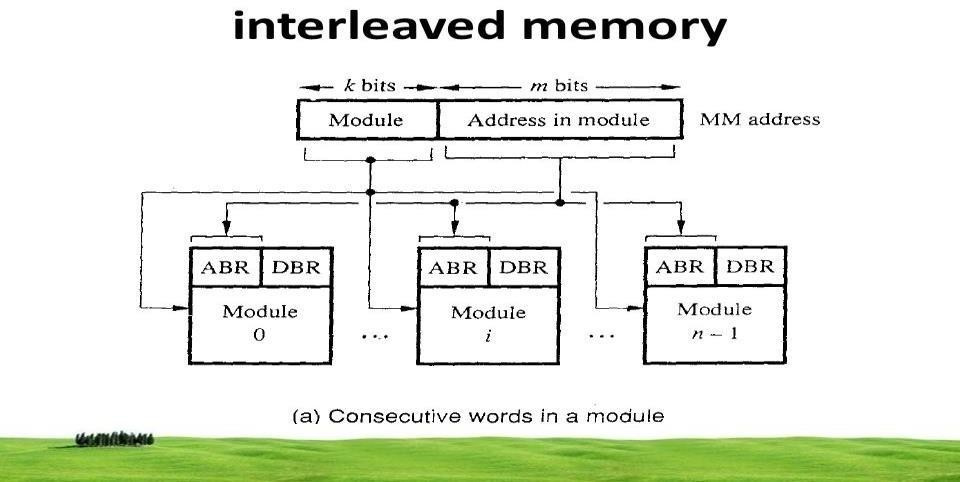 interleaved memory
k bits m bits
Module Address in module MM address
ABR DBR ABR DBR ABR DBR
Module Module Module
0 ... i ... n - 1
(a) Consecutive words in a module